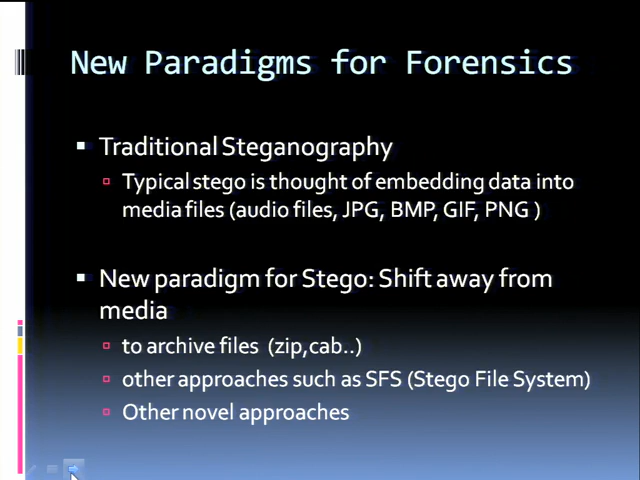 New Paradigms for Forensics
Traditional Steganography
Typical stego is thought of embedding data into
media files (audio files, JPG, BMP, GIF, PNG )
New paradigm for Stego: Shift away from
media
to archive files (zip,cab..)
other approaches such as SFS (Stego File System)
Other novel approaches